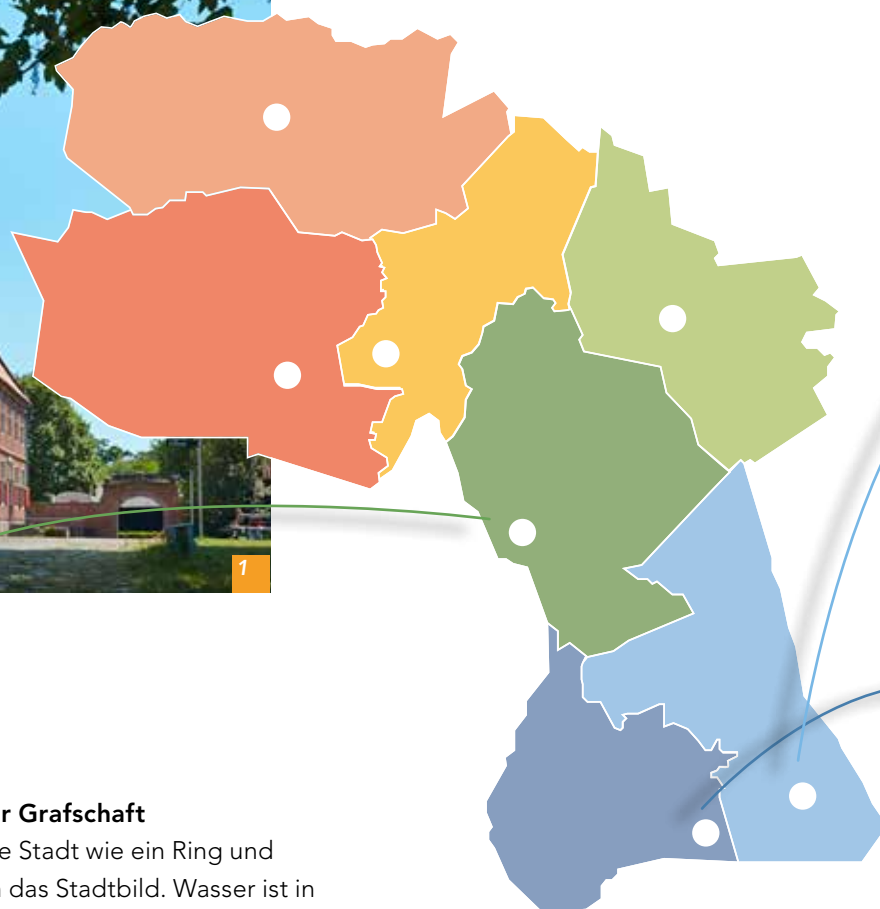 1
r Grafschaft
e Stadt wie ein Ring und
das Stadtbild. Wasser ist in